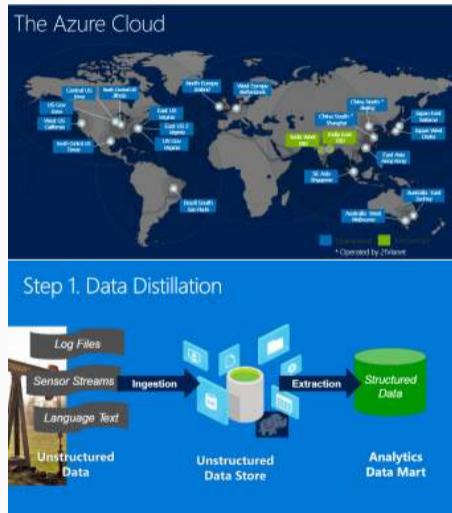 The Azure Cloud
Central US
Iowa
North Central US
Illinois
US Gov
Iowa
West US
California
East US
Virginia
East US 2
Virginia
US Gov
Virginia
Texas
North Europe
Ireland
West Europe
Netherlands
China North *
Beijing
China South *
Shanghai
Japan East
Saitama
Japan West
Osaka
India West
TBD
India East
TBD
East Asia
Hong Kong
SE Asia
Singapore
Australia East
Sydney
Australia West
Melbourne
Brazil South
Sao Paulo
* Operated by 21Vianet
Step 1. Data Distillation
Log Files
Sensor Streams
Language Text
Ingestion
Extraction
Structured
Data
Unstructured
Data
Unstructured
Data Store
Analytics
Data Mart